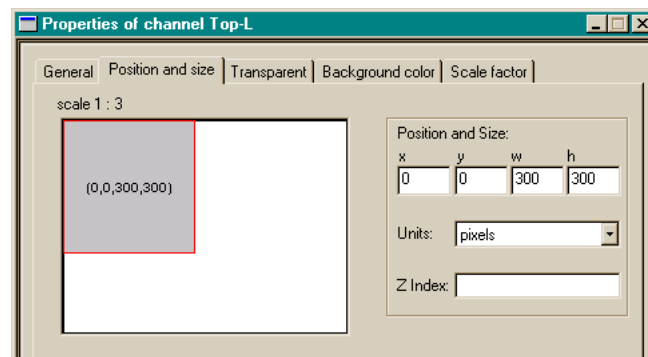 Properties of channel Top-L
General Position and size Transparent Background color Scale factor
scale 1 : 3
(0,0,300,300)
Position and Size:
x y w h
0 0 300 300
Units: pixels
Z Index: